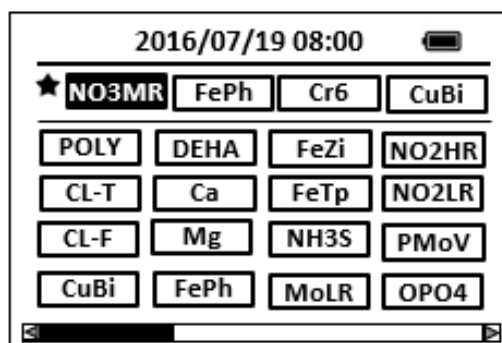 2016/07/19 08:00
NO3MR FePh Cr6 CuBi
POLY DEHA FeZi NO2HR
CL-T Ca FeTp NO2LR
CL-F Mg NH3S PMoV
CuBi FePh MoLR OPO4